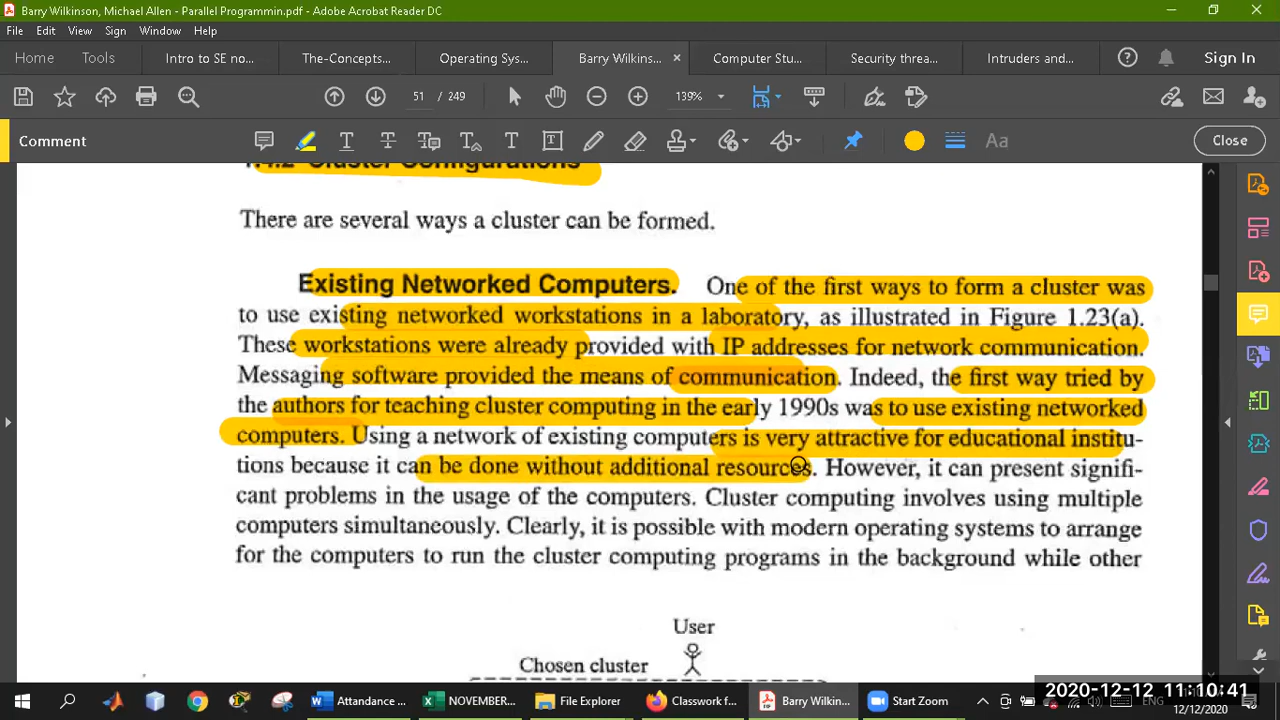 Barry Wilkinson, Michael Allen - Parallel Programmin.pdf - Adobe Acrobat Reader DC
File Edit View Sign Window Help
Home Tools Intro to SE no... The-Concepts... Operating Sys... Barry Wilkins... × Computer Stu... Security threa... Intruders and... Sign In
51 / 249 139%
Comment Aa Close
1.4.2 Cluster Configurations
There are several ways a cluster can be formed.
Existing Networked Computers. One of the first ways to form a cluster was
to use existing networked workstations in a laboratory, as illustrated in Figure 1.23(a).
These workstations were already provided with IP addresses for network communication.
Messaging software provided the means of communication. Indeed, the first way tried by
the authors for teaching cluster computing in the early 1990s was to use existing networked
computers. Using a network of existing computers is very attractive for educational institu-
tions because it can be done without additional resources. However, it can present signifi-
cant problems in the usage of the computers. Cluster computing involves using multiple
computers simultaneously. Clearly, it is possible with modern operating systems to arrange
for the computers to run the cluster computing programs in the background while other
User
Chosen cluster
Attandance ... NOVEMBER... File Explorer Classwork f... Barry Wilkins... Start Zoom ENG
2020-12-12 11:10:41
12/12/2020